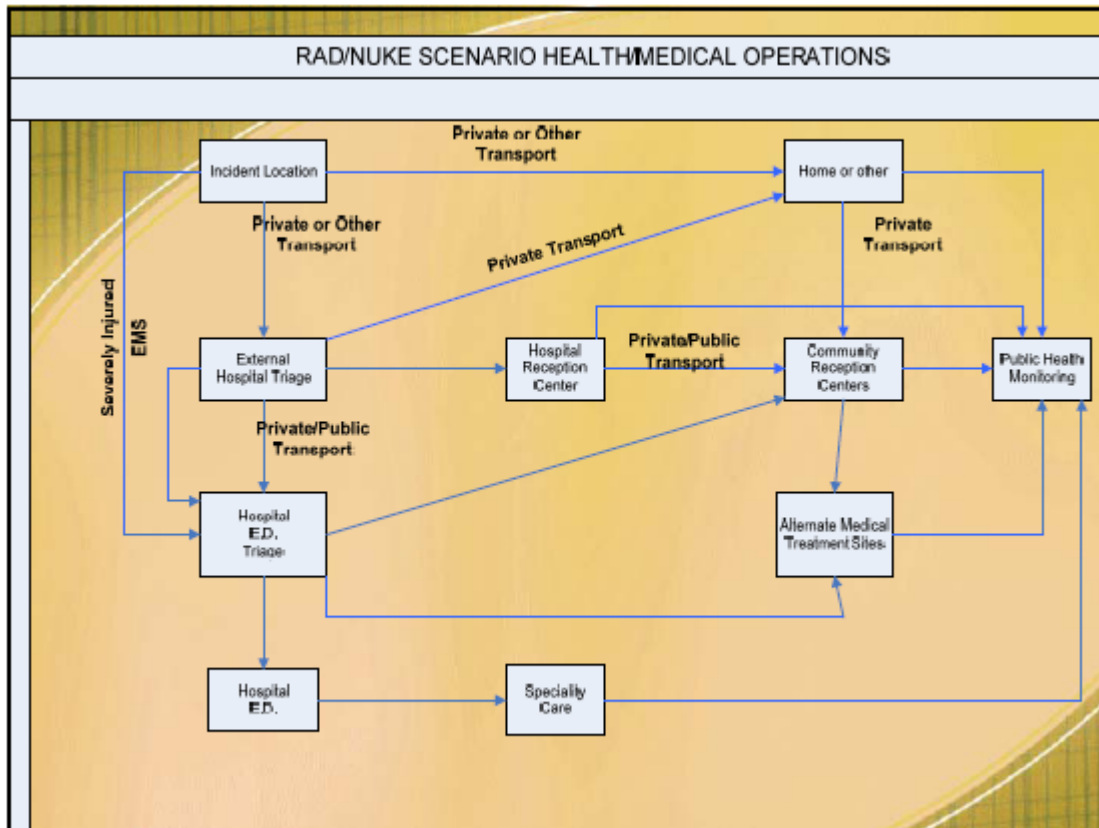 RAD/NUKE SCENARIO HEALTH/MEDICAL OPERATIONS
Private or Other
Transport
Incident Location
Home or other
Private or Other
Transport
Private
Transport
Private Transport
Severely Injured
EMS
External
Hospital Triage
Hospital
Reception
Center
Private/Public
Transport
Community
Reception
Centers
Public Health
Monitoring
Private/Public
Transport
Hospital
E.D.
Triage
Alternate Medical
Treatment Sites
Hospital
E.D.
Speciality
Care